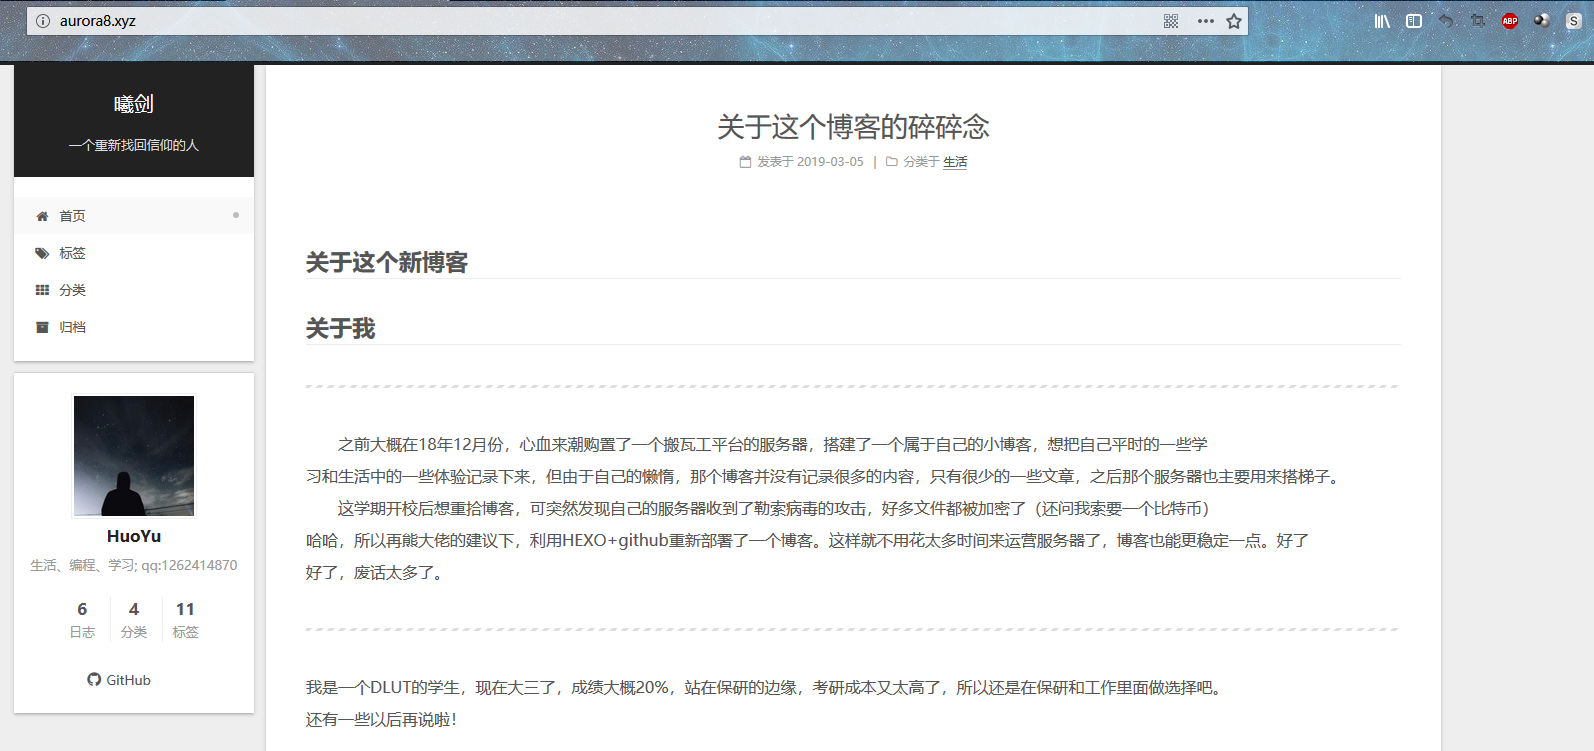 aurora8.xyz
ABP
S
曦剑
一个重新找回信仰的人
首页
标签
分类
归档
HuoYu
生活、编程、学习; qq:1262414870
6 4 11
日志 分类 标签
GitHub
关于这个博客的碎碎念
发表于 2019-03-05 | 分类于 生活
关于这个新博客
关于我
之前大概在18年12月份，心血来潮购置了一个搬瓦工平台的服务器，搭建了一个属于自己的小博客，想把自己平时的一些学
习和生活中的一些体验记录下来，但由于自己的懒惰，那个博客并没有记录很多的内容，只有很少的一些文章，之后那个服务器也主要用来搭梯子。
这学期开校后想重拾博客，可突然发现自己的服务器收到了勒索病毒的攻击，好多文件都被加密了（还问我索要一个比特币）
哈哈，所以再熊大佬的建议下，利用HEXO+github重新部署了一个博客。这样就不用花太多时间来运营服务器了，博客也能更稳定一点。好了
好了，废话太多了。
我是一个DLUT的学生，现在大三了，成绩大概20%，站在保研的边缘，考研成本又太高了，所以还是在保研和工作里面做选择吧。
还有一些以后再说啦！